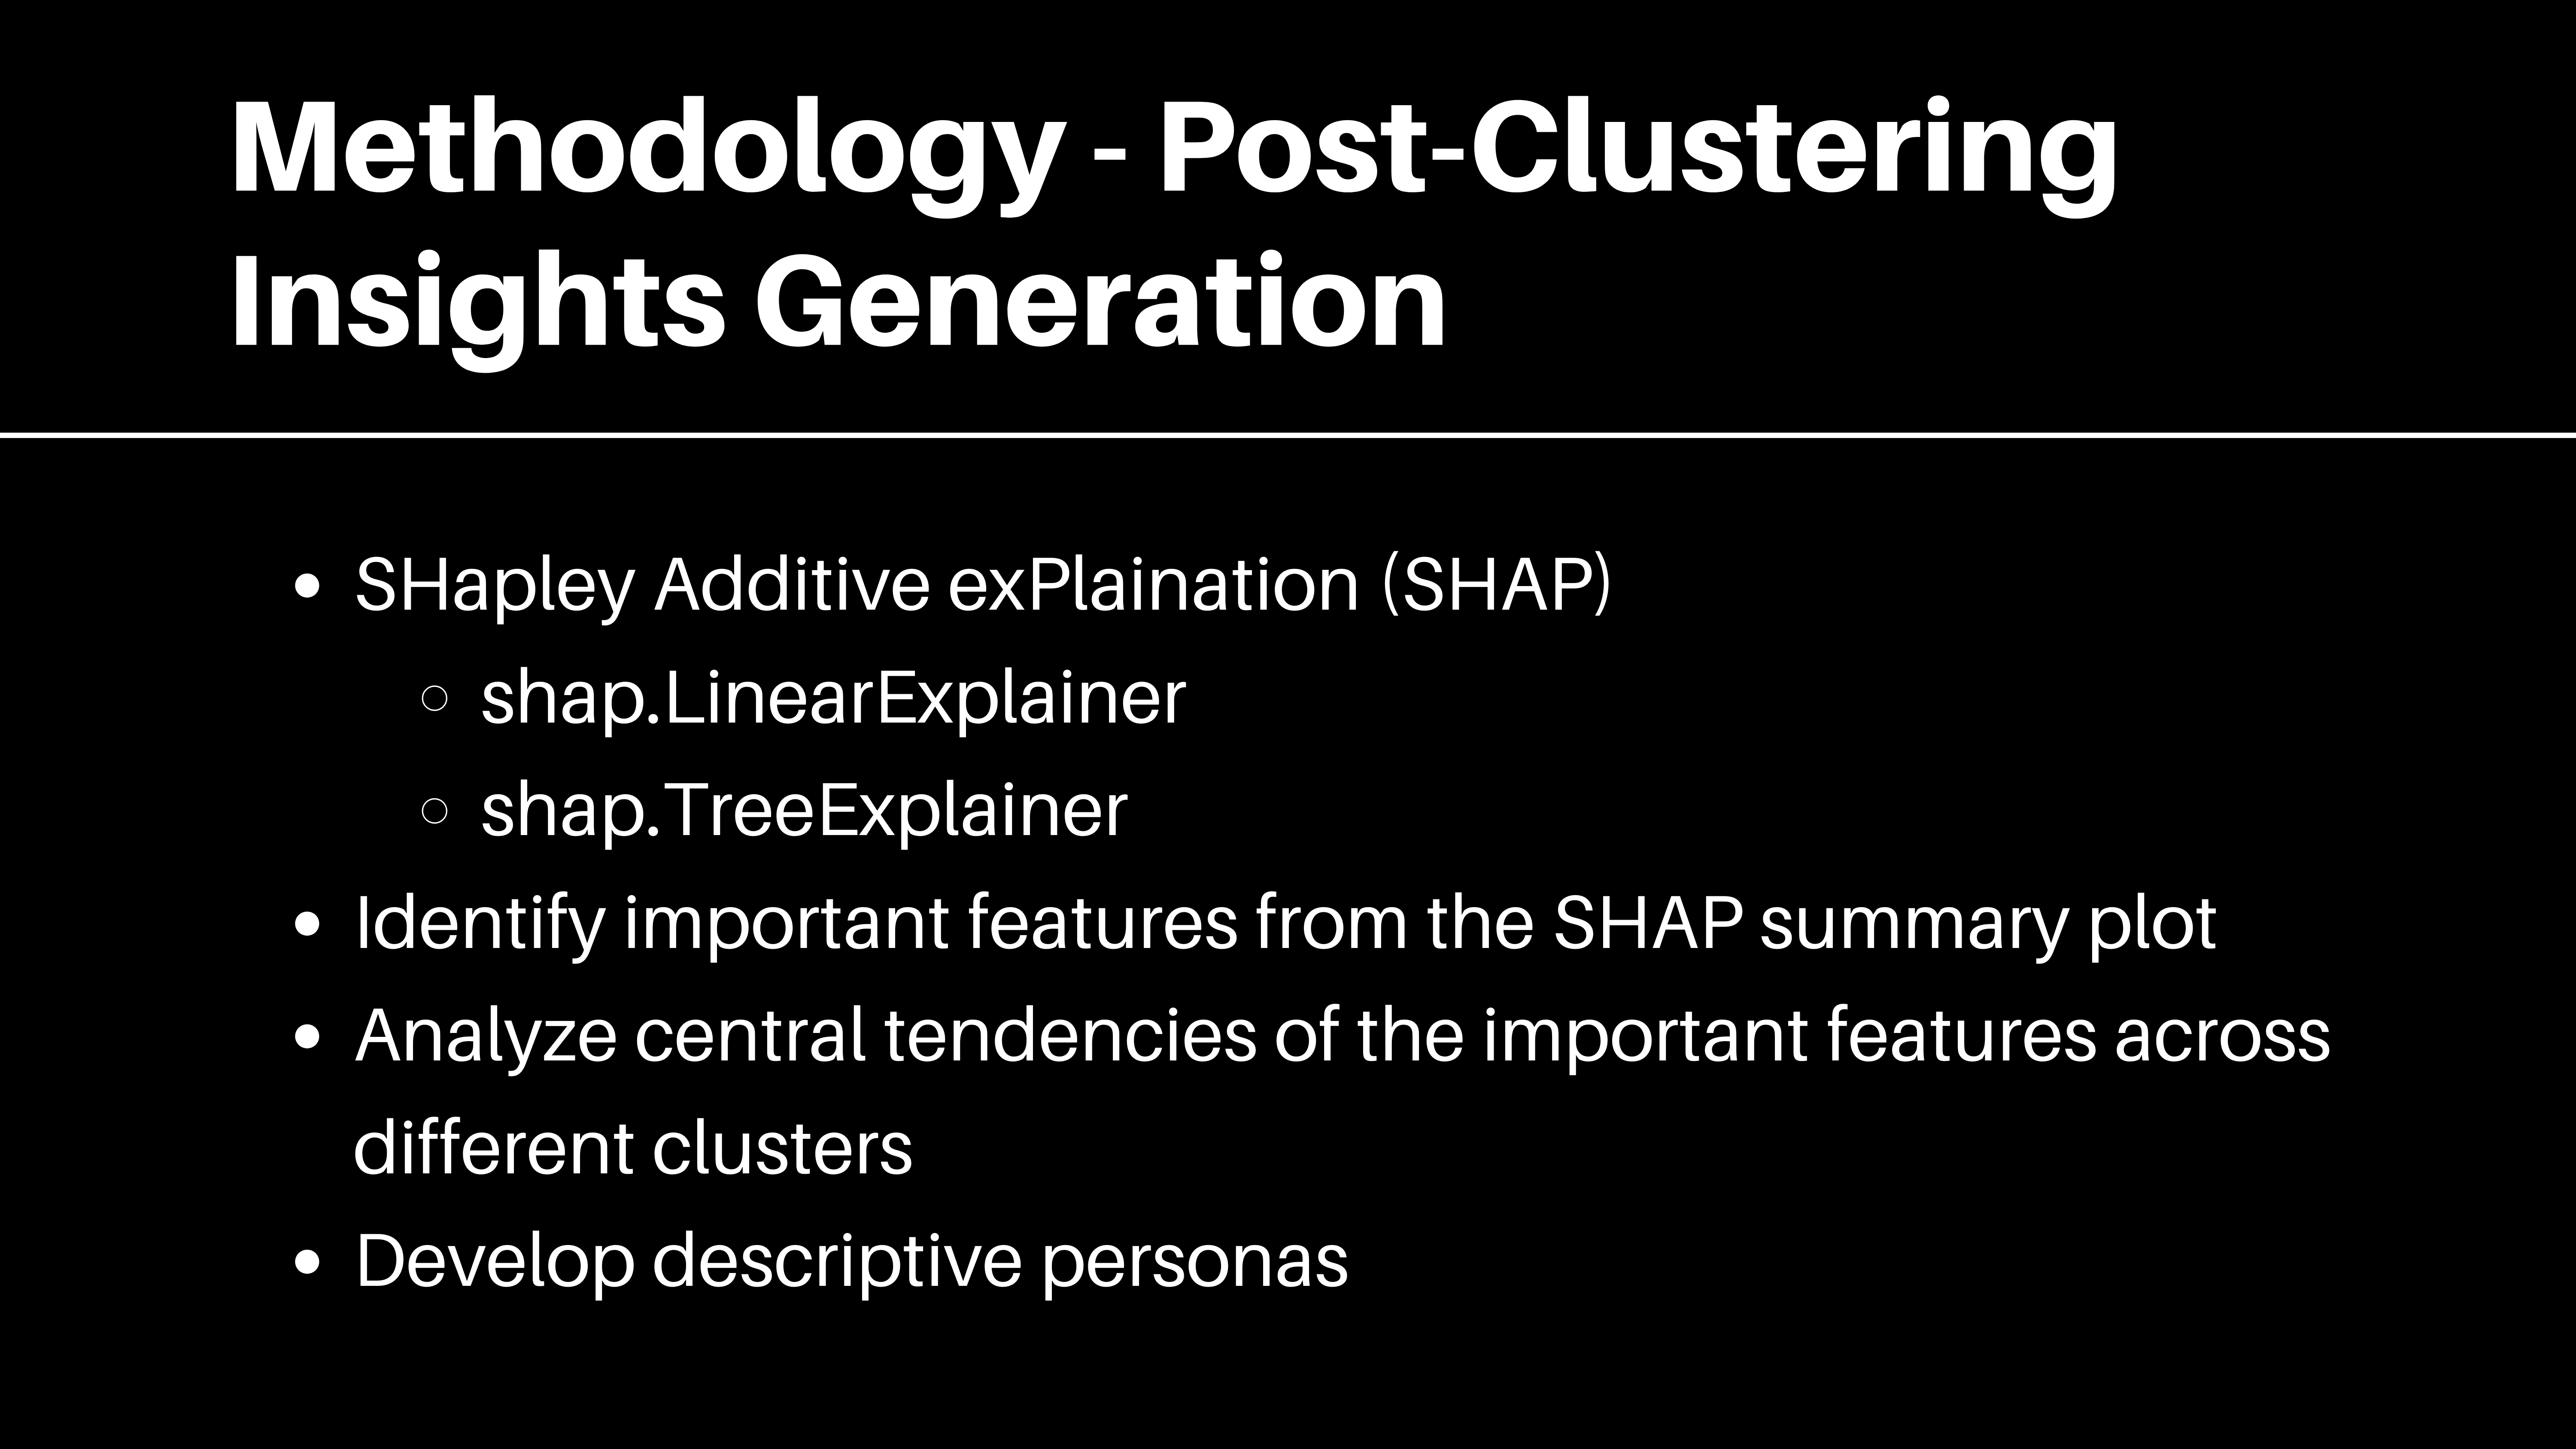 Methodology - Post-Clustering
Insights Generation
• SHapley Additive exPlaination (SHAP)
◦ shap.LinearExplainer
◦ shap.TreeExplainer
• Identify important features from the SHAP summary plot
• Analyze central tendencies of the important features across
different clusters
• Develop descriptive personas